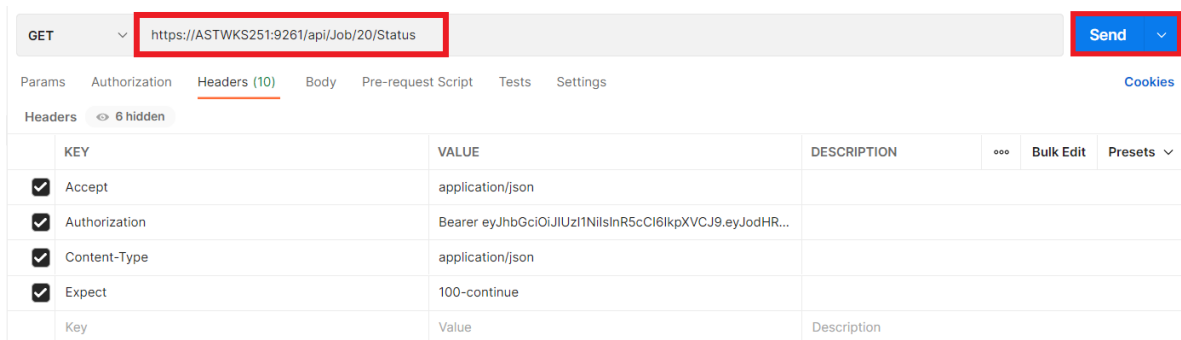 GET https://ASTWKS251:9261/api/Job/20/Status Send
Params Authorization Headers (10) Body Pre-request Script Tests Settings Cookies
Headers 6 hidden
KEY VALUE DESCRIPTION ooo Bulk Edit Presets
Accept application/json
Authorization Bearer eyJhbGciOiJIUzI1NiIsInR5cCI6IkpXVCJ9.eyJodHR...
Content-Type application/json
Expect 100-continue
Key Value Description